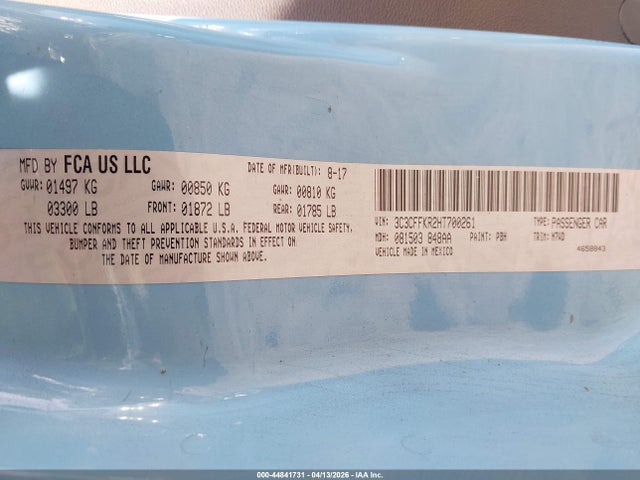 MFD BY FCA US LLC
DATE OF MFR(BUILT): 8-17
GVWR: 01497 KG GAWR: 00850 KG GAWR: 00810 KG
03300 LB FRONT: 01872 LB REAR: 01785 LB
THIS VEHICLE CONFORMS TO ALL APPLICABLE U.S.A. FEDERAL MOTOR VEHICLE SAFETY,
BUMPER AND THEFT PREVENTION STANDARDS IN EFFECT ON
THE DATE OF MANUFACTURE SHOWN ABOVE.
VIN: 3C3CFFKR2HT700261 TYPE: PASSENGER CAR
MDH: 081503 848AA PAINT: PBH TRIM: M7WD
VEHICLE MADE IN MEXICO 4658843
000-44841731 - 04/13/2026 - IAA Inc.